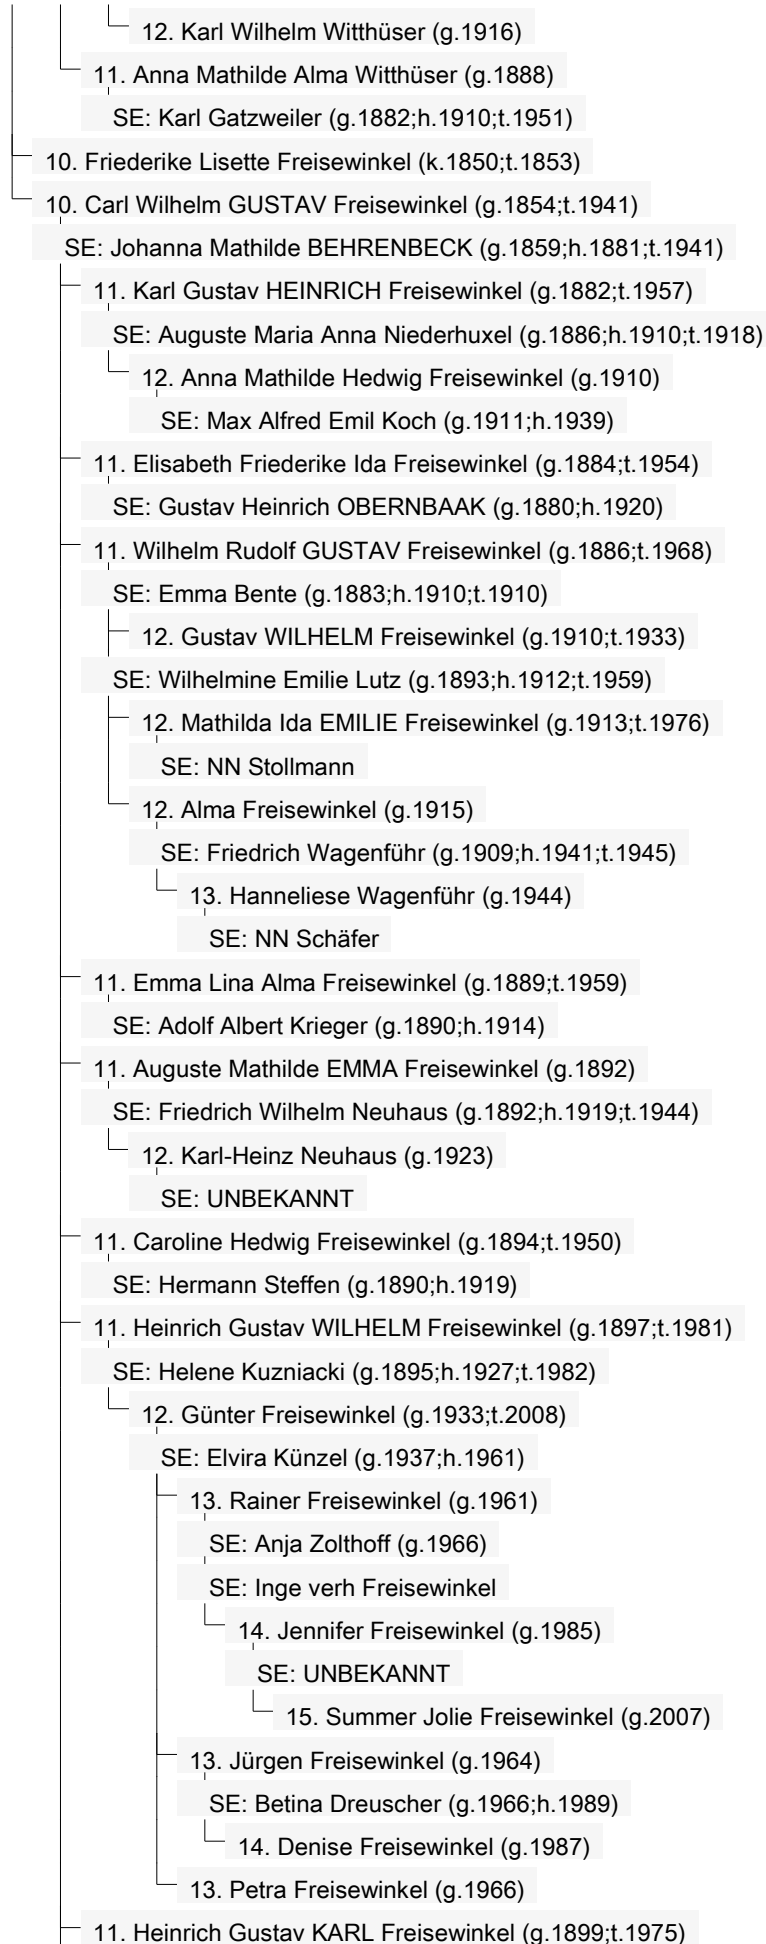 12. Karl Wilhelm Witthüser (g.1916)
11. Anna Mathilde Alma Witthüser (g.1888)
SE: Karl Gatzweiler (g.1882;h.1910;t.1951)
10. Friederike Lisette Freisewinkel (k.1850;t.1853)
10. Carl Wilhelm GUSTAV Freisewinkel (g.1854;t.1941)
SE: Johanna Mathilde BEHRENBECK (g.1859;h.1881;t.1941)
11. Karl Gustav HEINRICH Freisewinkel (g.1882;t.1957)
SE: Auguste Maria Anna Niederhuxel (g.1886;h.1910;t.1918)
12. Anna Mathilde Hedwig Freisewinkel (g.1910)
SE: Max Alfred Emil Koch (g.1911;h.1939)
11. Elisabeth Friederike Ida Freisewinkel (g.1884;t.1954)
SE: Gustav Heinrich OBERNBAAK (g.1880;h.1920)
11. Wilhelm Rudolf GUSTAV Freisewinkel (g.1886;t.1968)
SE: Emma Bente (g.1883;h.1910;t.1910)
12. Gustav WILHELM Freisewinkel (g.1910;t.1933)
SE: Wilhelmine Emilie Lutz (g.1893;h.1912;t.1959)
12. Mathilda Ida EMILIE Freisewinkel (g.1913;t.1976)
SE: NN Stollmann
12. Alma Freisewinkel (g.1915)
SE: Friedrich Wagenführ (g.1909;h.1941;t.1945)
13. Hanneliese Wagenführ (g.1944)
SE: NN Schäfer
11. Emma Lina Alma Freisewinkel (g.1889;t.1959)
SE: Adolf Albert Krieger (g.1890;h.1914)
11. Auguste Mathilde EMMA Freisewinkel (g.1892)
SE: Friedrich Wilhelm Neuhaus (g.1892;h.1919;t.1944)
12. Karl-Heinz Neuhaus (g.1923)
SE: UNBEKANNT
11. Caroline Hedwig Freisewinkel (g.1894;t.1950)
SE: Hermann Steffen (g.1890;h.1919)
11. Heinrich Gustav WILHELM Freisewinkel (g.1897;t.1981)
SE: Helene Kuzniacki (g.1895;h.1927;t.1982)
12. Günter Freisewinkel (g.1933;t.2008)
SE: Elvira Künzel (g.1937;h.1961)
13. Rainer Freisewinkel (g.1961)
SE: Anja Zolthoff (g.1966)
SE: Inge verh Freisewinkel
14. Jennifer Freisewinkel (g.1985)
SE: UNBEKANNT
15. Summer Jolie Freisewinkel (g.2007)
13. Jürgen Freisewinkel (g.1964)
SE: Betina Dreuscher (g.1966;h.1989)
14. Denise Freisewinkel (g.1987)
13. Petra Freisewinkel (g.1966)
11. Heinrich Gustav KARL Freisewinkel (g.1899;t.1975)